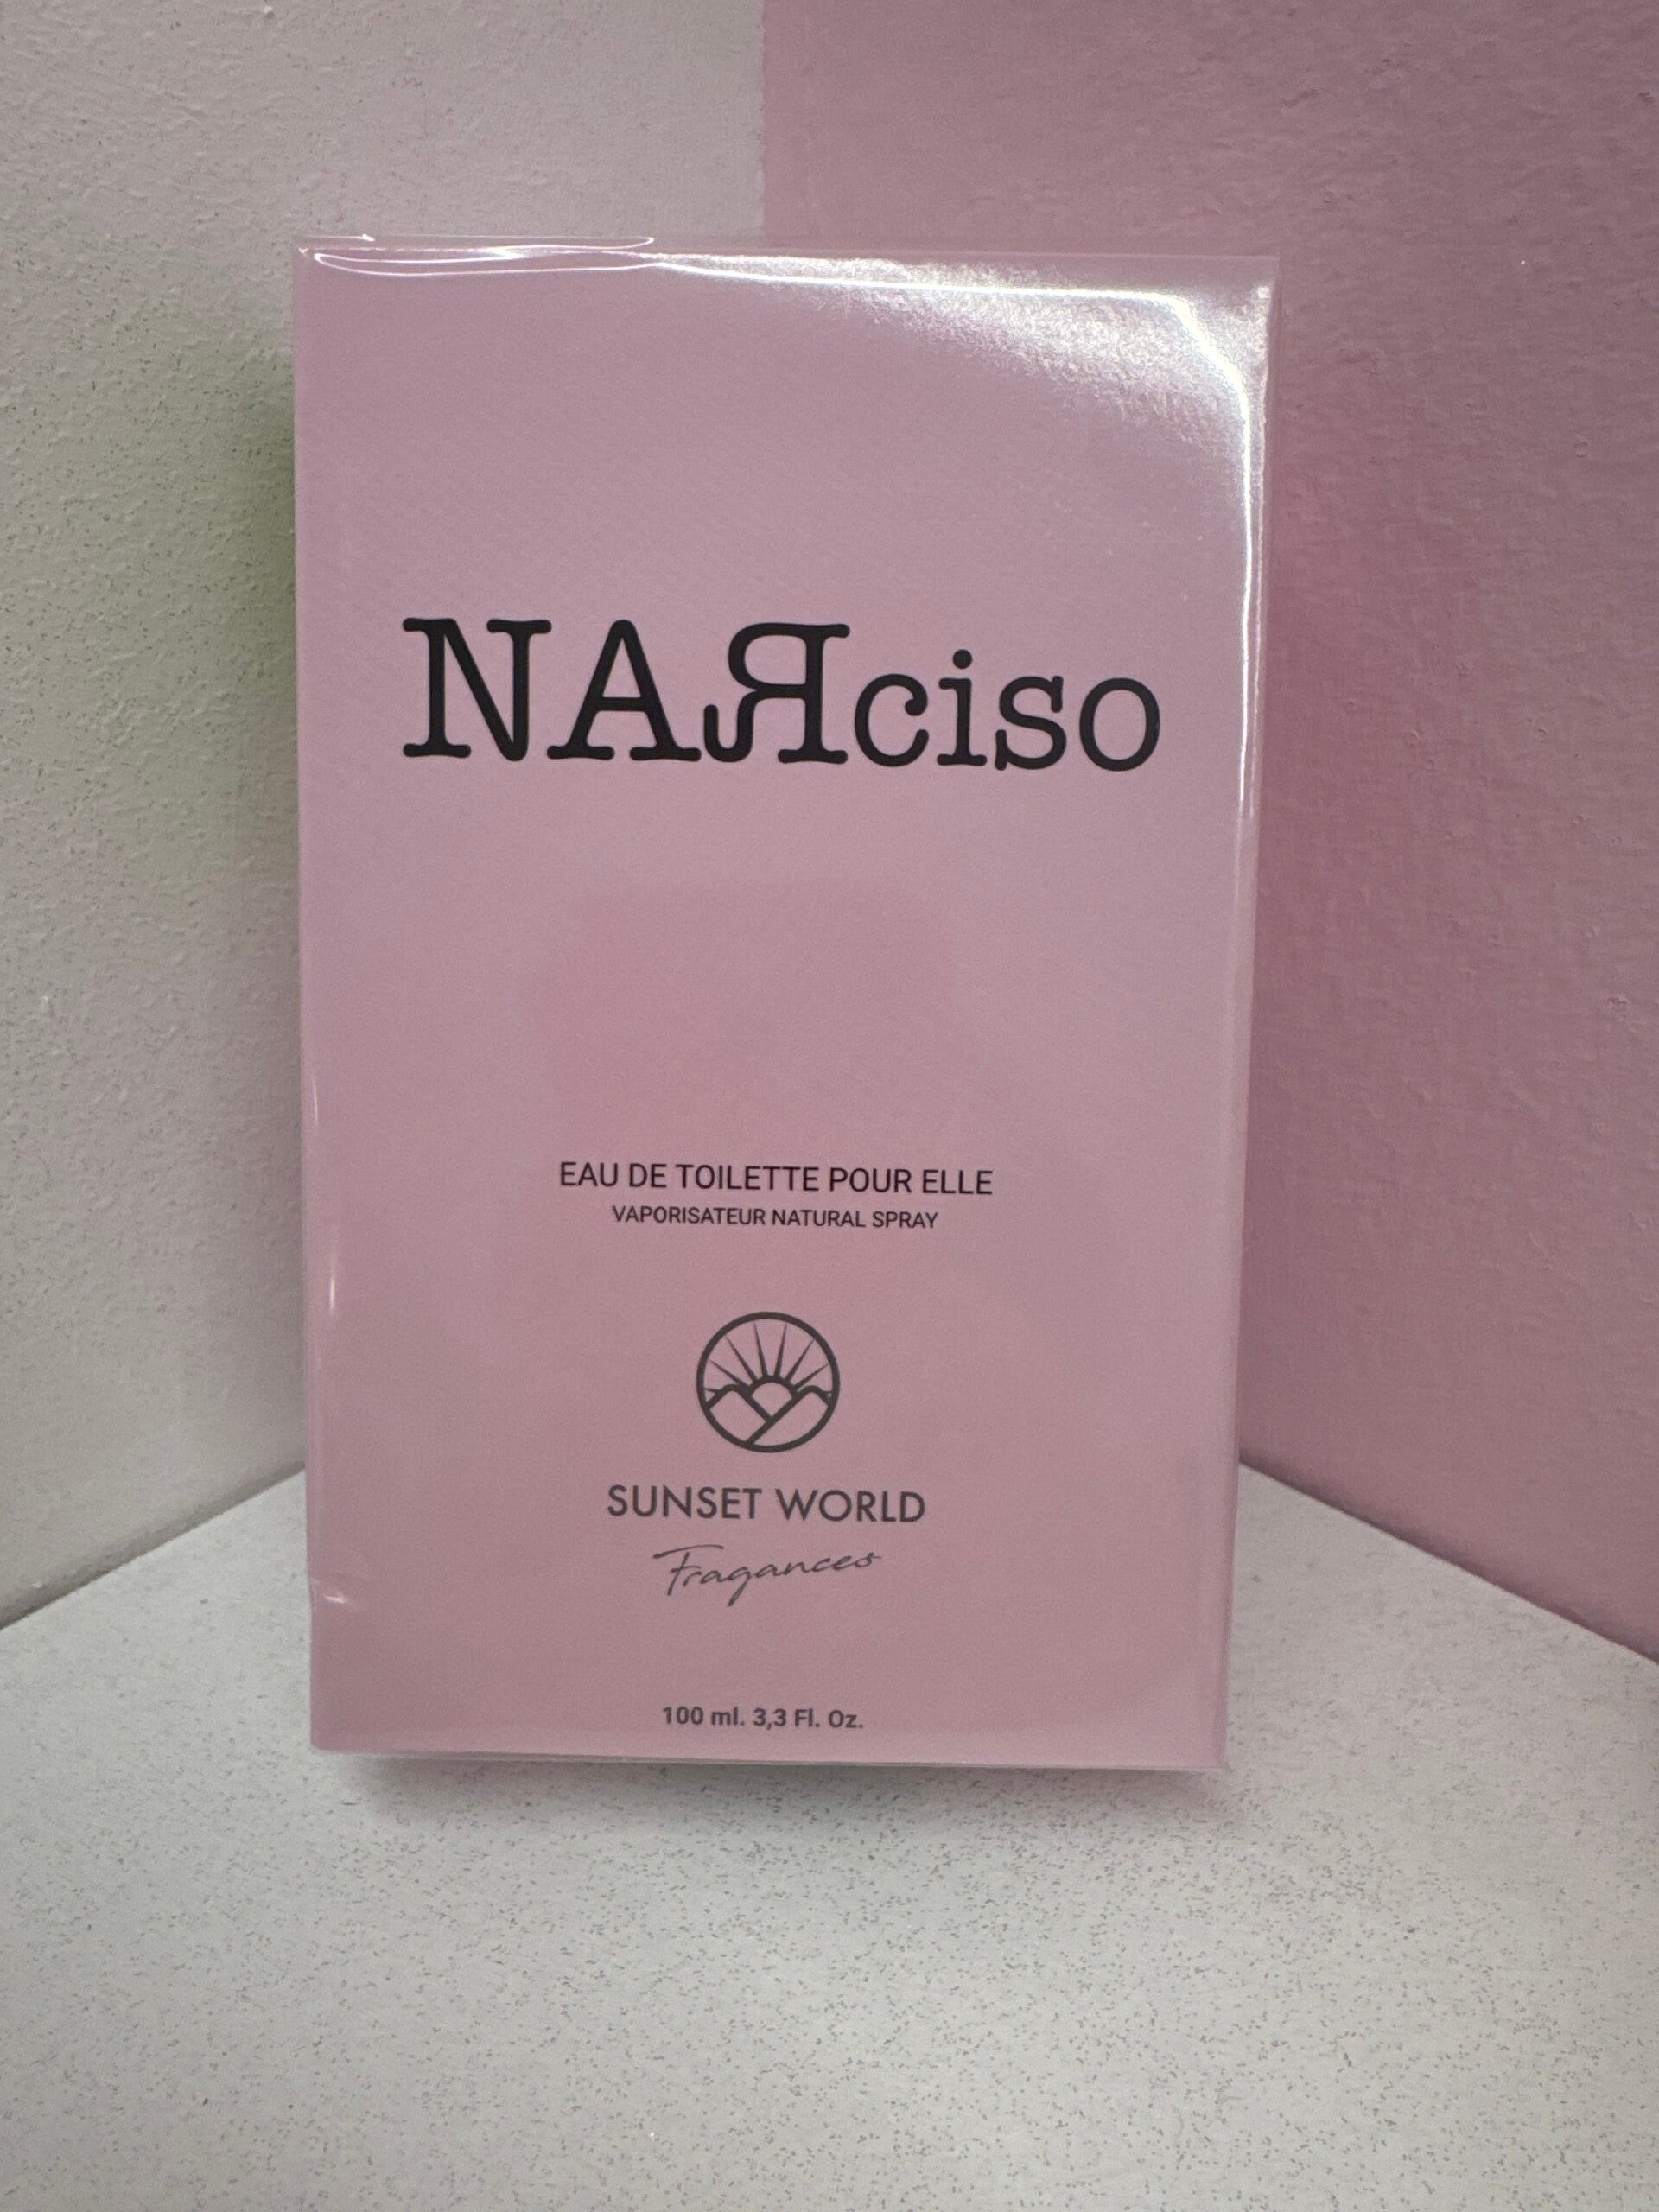 NAЯciso
EAU DE TOILETTE POUR ELLE
VAPORISATEUR NATURAL SPRAY
SUNSET WORLD
Fragances
100 ml. 3,3 Fl. Oz.